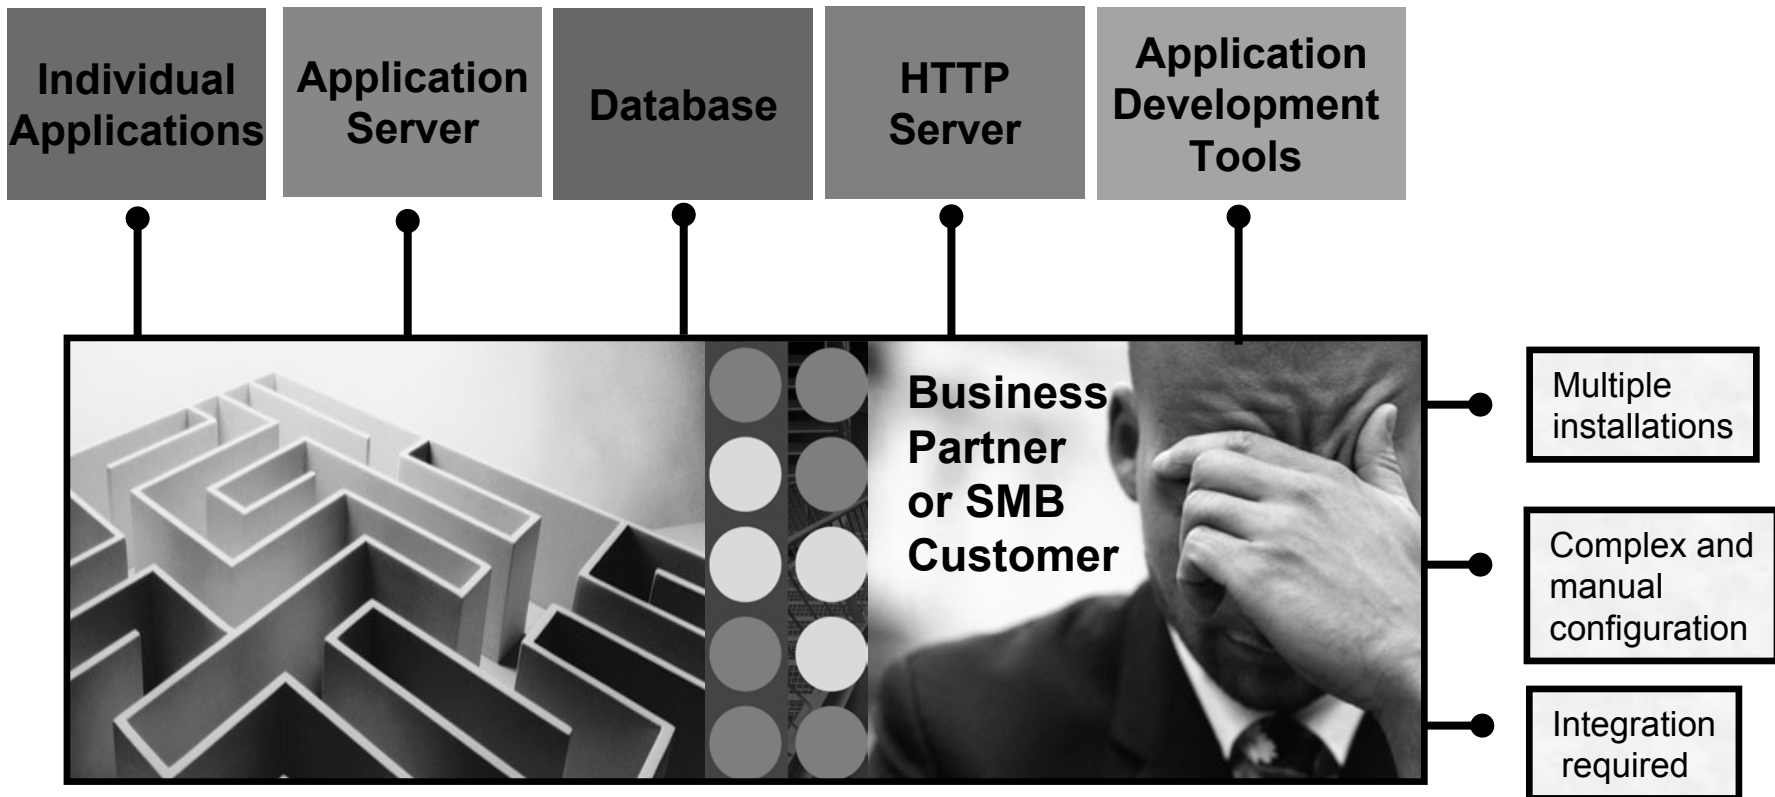 Individual
Applications
Application
Server
Database
HTTP
Server
Application
Development
Tools
Business
Partner
or SMB
Customer
Multiple
installations
Complex and
manual
configuration
Integration
required